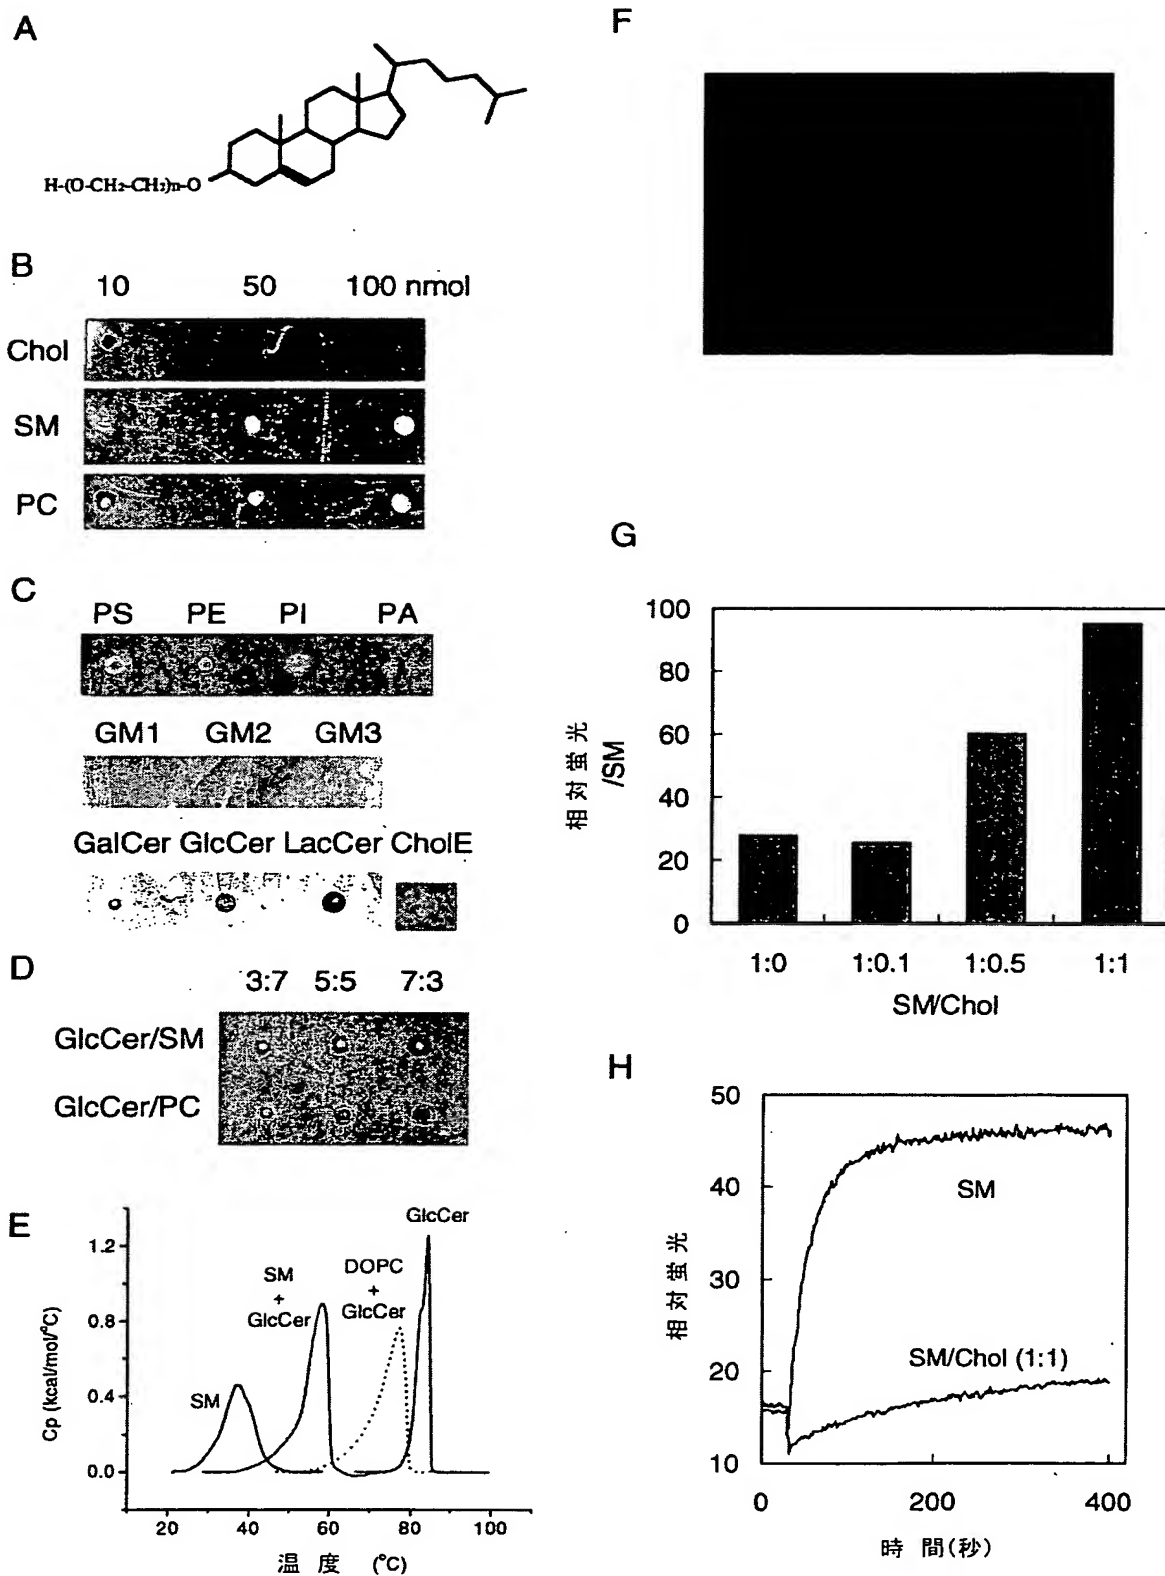 A
H-(O-CH₂-CH₂)n-O
B
10 50 100 nmol
Chol
SM
PC
C
PS PE PI PA
GM1 GM2 GM3
GalCer GlcCer LacCer CholE
D
3:7 5:5 7:3
GlcCer/SM
GlcCer/PC
E
Cp (kcal/mol/°C)
1.2
0.8
0.4
0.0
SM
SM
+
GlcCer
DOPC
+
GlcCer
GlcCer
20 40 60 80 100
温度 (°C)
F
G
相対蛍光
/SM
100
80
60
40
20
0
1:0 1:0.1 1:0.5 1:1
SM/Chol
H
相対蛍光
50
40
30
20
10
SM
SM/Chol (1:1)
0 200 400
時間(秒)